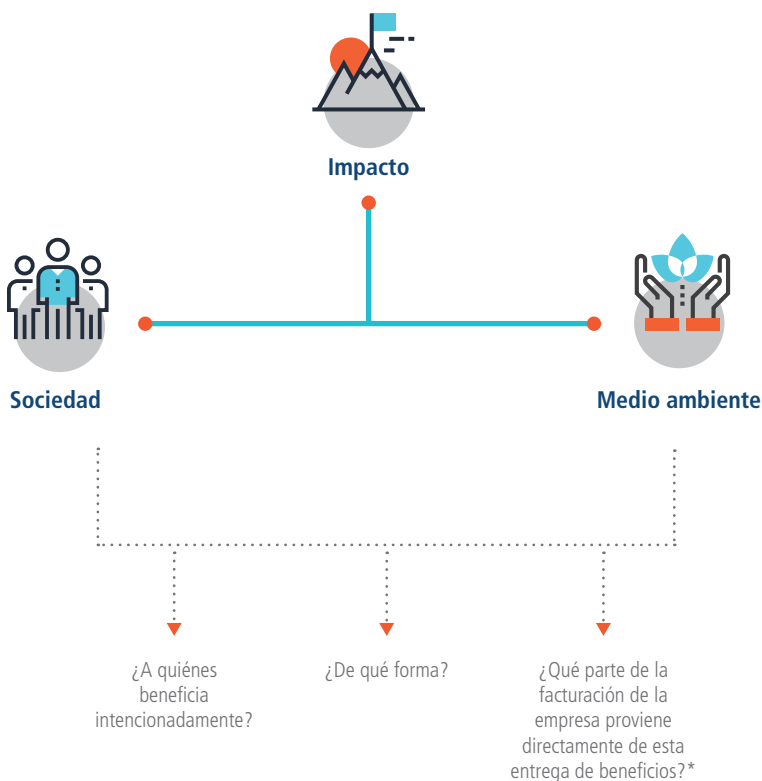 Impacto
Sociedad
Medio ambiente
¿A quiénes
beneficia
intencionadamente?
¿De qué forma?
¿Qué parte de la
facturación de la
empresa proviene
directamente de esta
entrega de beneficios?*